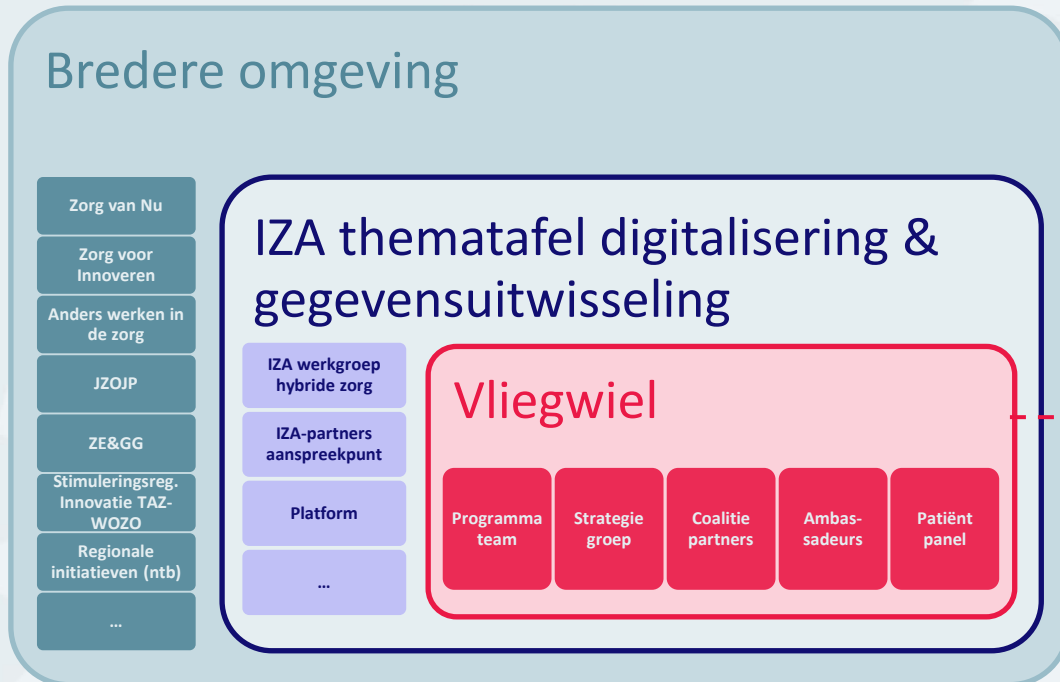 Bredere omgeving
Zorg van Nu
Zorg voor
Innoveren
Anders werken in
de zorg
JZOJP
ZE&GG
Stimuleringsreg.
Innovatie TAZ-
WOZO
Regionale
initiatieven (ntb)
...
IZA thematafel digitalisering &
gegevensuitwisseling
IZA werkgroep
hybride zorg
IZA-partners
aanspreekpunt
Platform
...
Vliegwiel
Programma
team
Strategie
groep
Coalitie
partners
Ambas-
sadeurs
Patiënt
panel